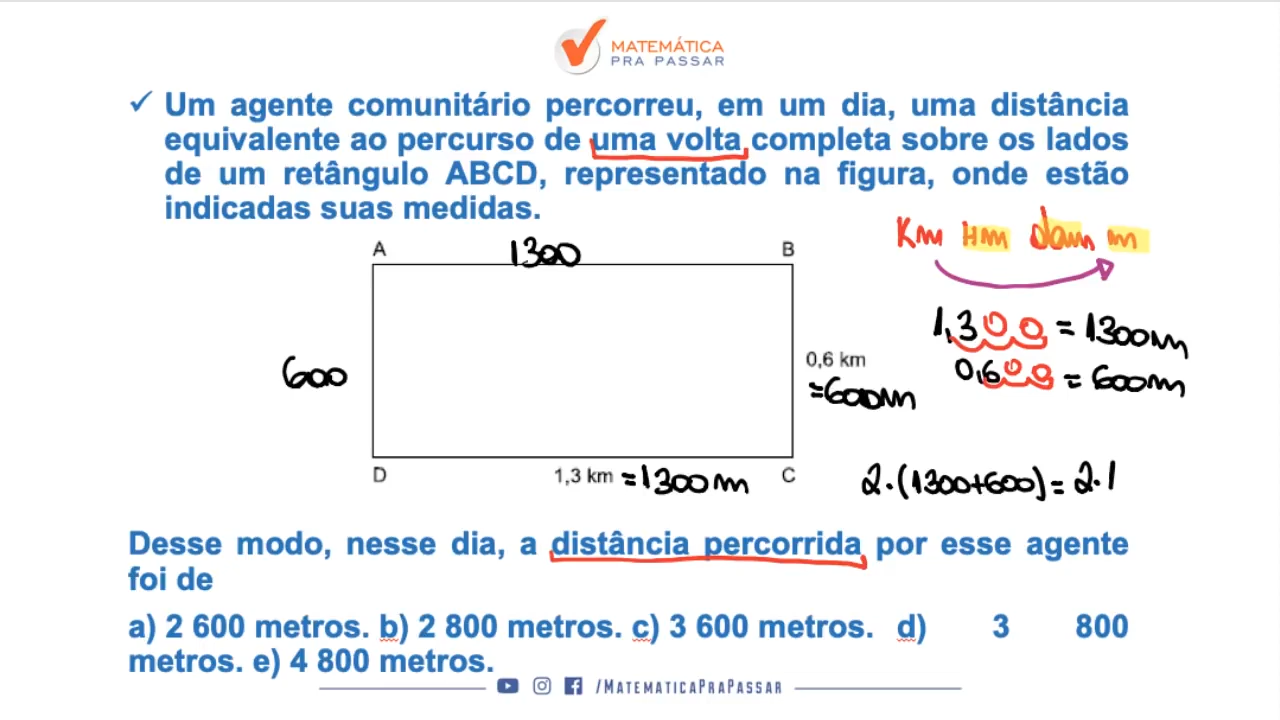 MATEMÁTICA
PRA PASSAR
✓ Um agente comunitário percorreu, em um dia, uma distância
equivalente ao percurso de uma volta completa sobre os lados
de um retângulo ABCD, representado na figura, onde estão
indicadas suas medidas.
Km Hm dam m
A 1300 B
1,300 = 1300m
0,6 km
600
0,600 = 600m
=600m
D 1,3 km =1300m C
2.(1300+600)= 2.1
Desse modo, nesse dia, a distância percorrida por esse agente
foi de
a) 2 600 metros. b) 2 800 metros. c) 3 600 metros. d) 3 800
metros. e) 4 800 metros.
/MATEMATICAPRAPASSAR